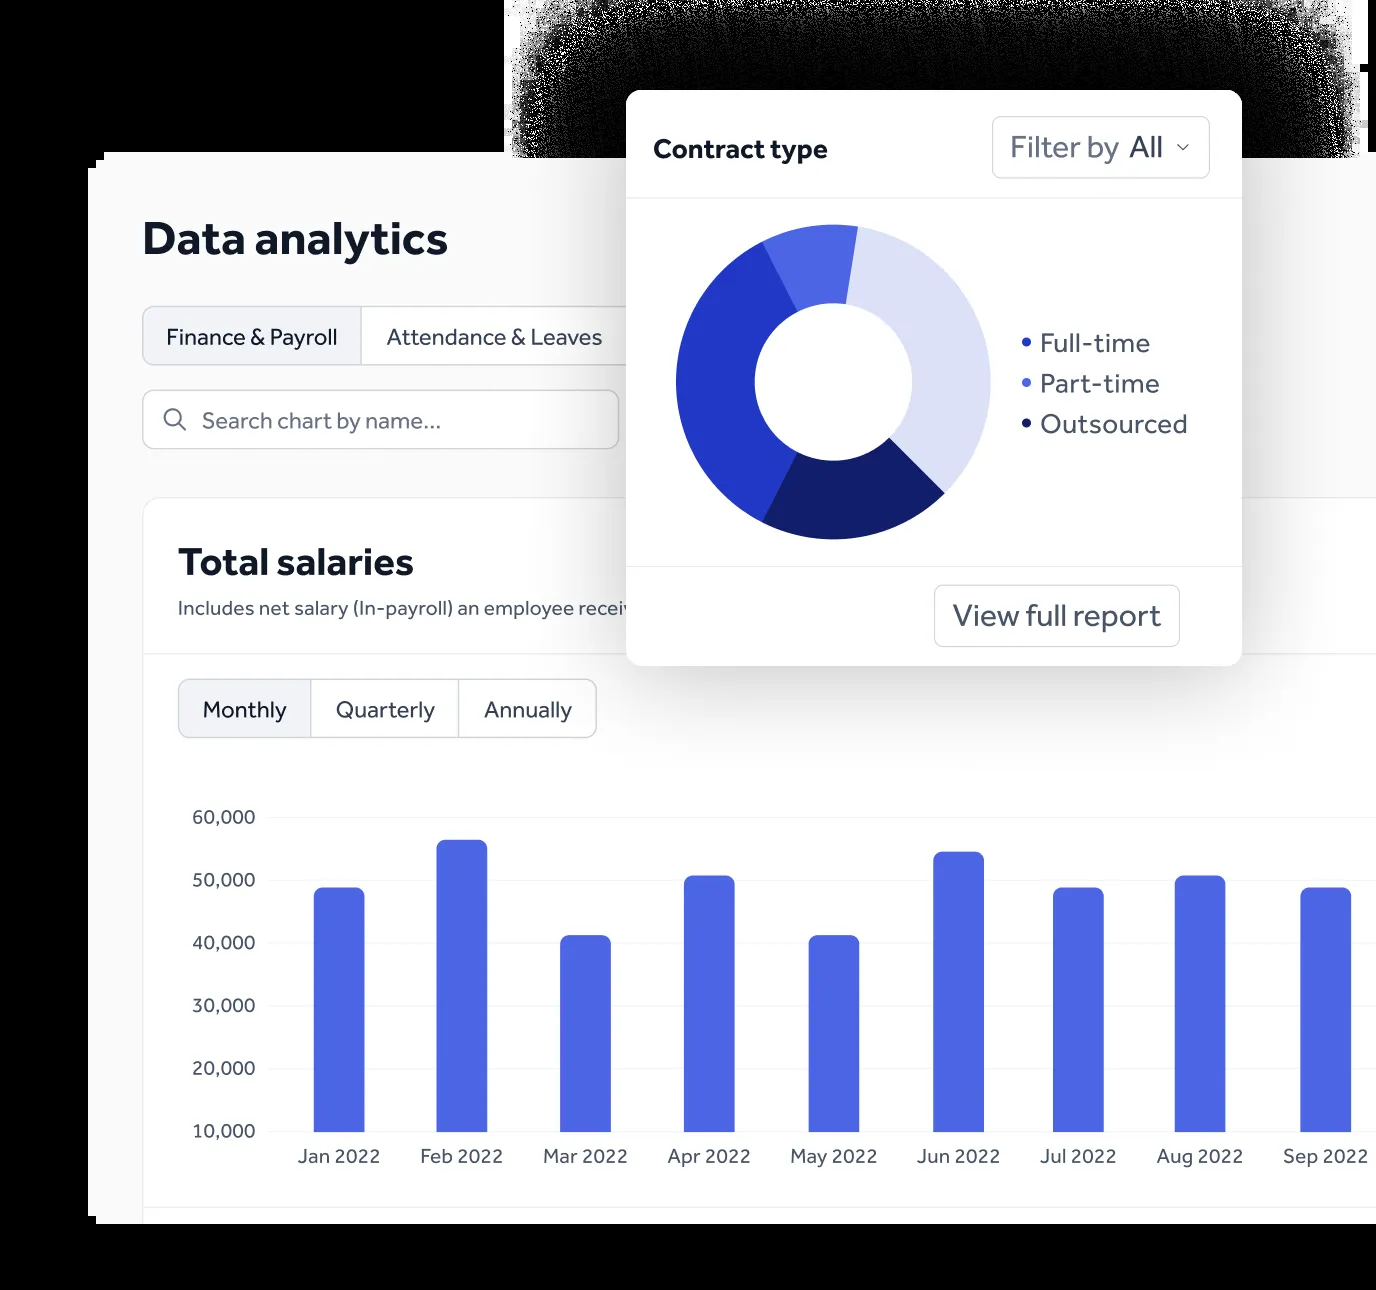 Contract type
Filter by All
Data analytics
Finance & Payroll
Attendance & Leaves
Search chart by name...
Full-time
Part-time
Outsourced
Total salaries
Includes net salary (In-payroll) an employee
View full report
Monthly
Quarterly
Annually
60,000
50,000
40,000
30,000
20,000
10,000
Jan 2022
Feb 2022
Mar 2022
Apr 2022
May 2022
Jun 2022
Jul 2022
Aug 2022
Sep 2022